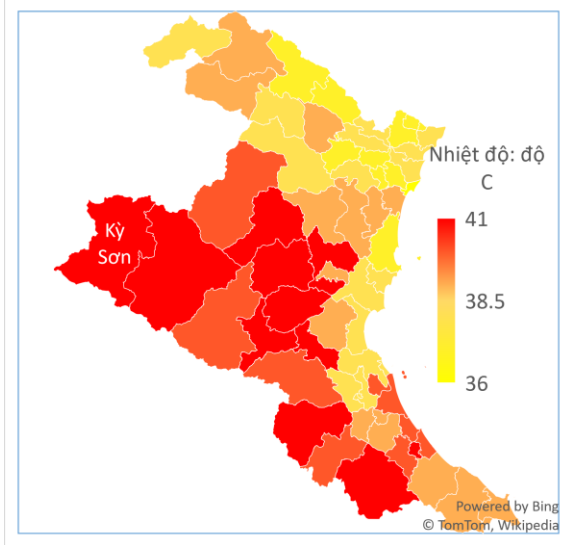 Nhiệt độ: độ
C
41
Kỳ
Sơn
38.5
36
Powered by Bing
© TomTom, Wikipedia